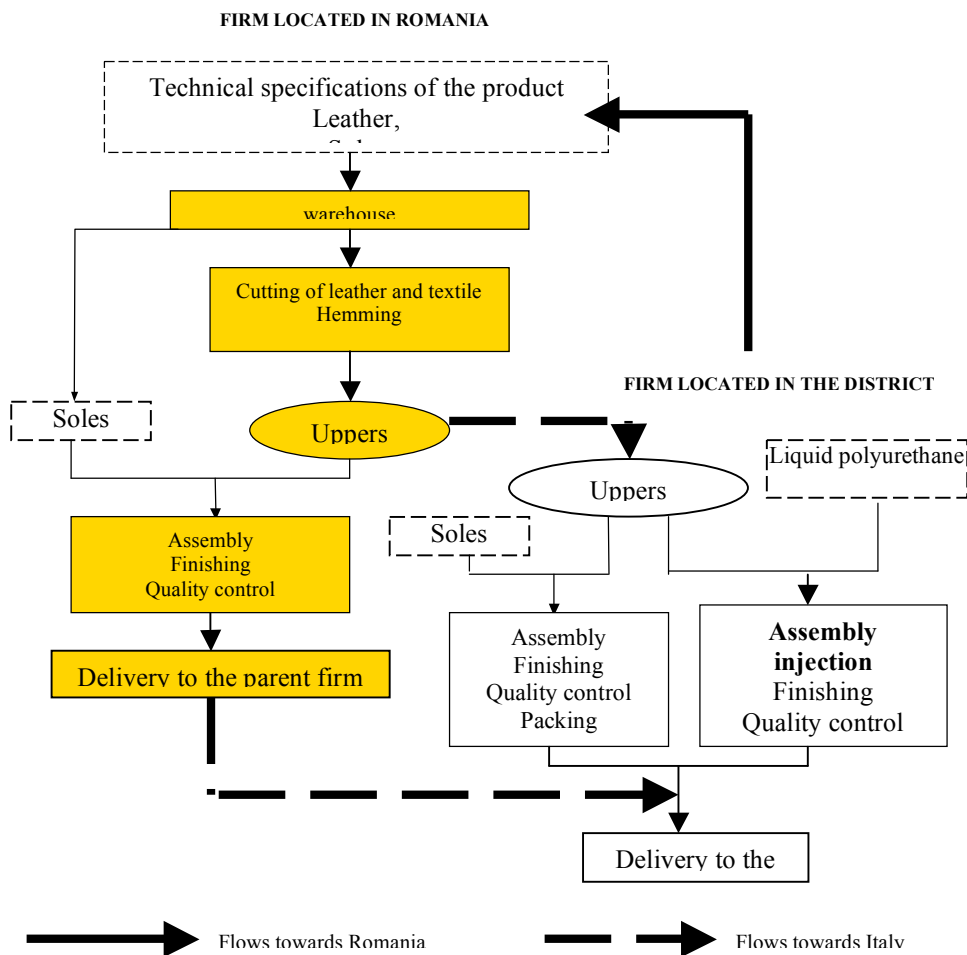 FIRM LOCATED IN ROMANIA
Technical specifications of the product
Leather,
warehouse
Cutting of leather and textile
Hemming
FIRM LOCATED IN THE DISTRICT
Soles
Uppers
Liquid polyurethane
Uppers
Soles
Assembly
Finishing
Quality control
Assembly
Finishing
Quality control
Packing
Assembly
injection
Finishing
Quality control
Delivery to the parent firm
Delivery to the
Flows towards Romania
Flows towards Italy